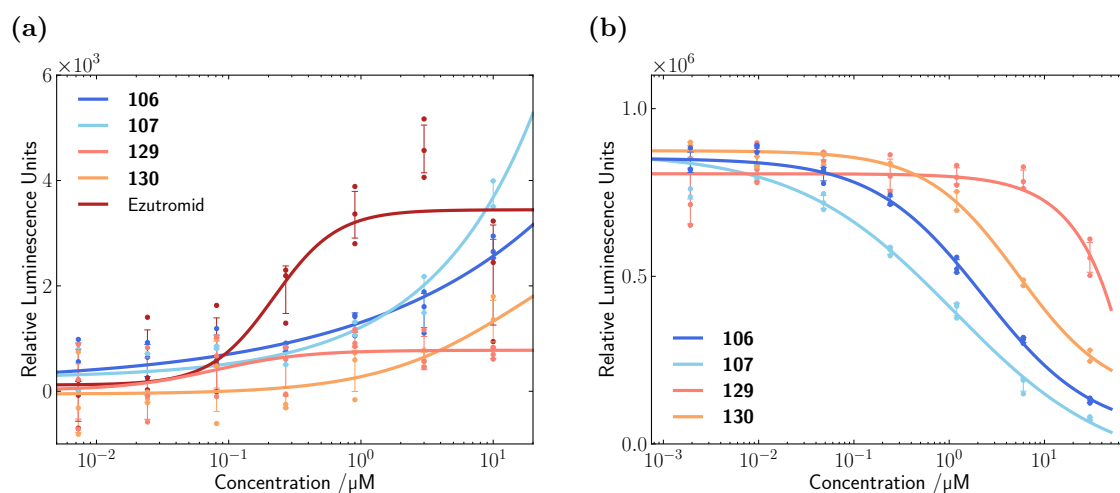 (a)
×10³
6
4
2
0
Relative Luminescence Units
106
107
129
130
Ezutromid
10⁻² 10⁻¹ 10⁰ 10¹
Concentration /μM
(b)
×10⁶
1.0
0.5
0.0
Relative Luminescence Units
106
107
129
130
10⁻³ 10⁻² 10⁻¹ 10⁰ 10¹
Concentration /μM